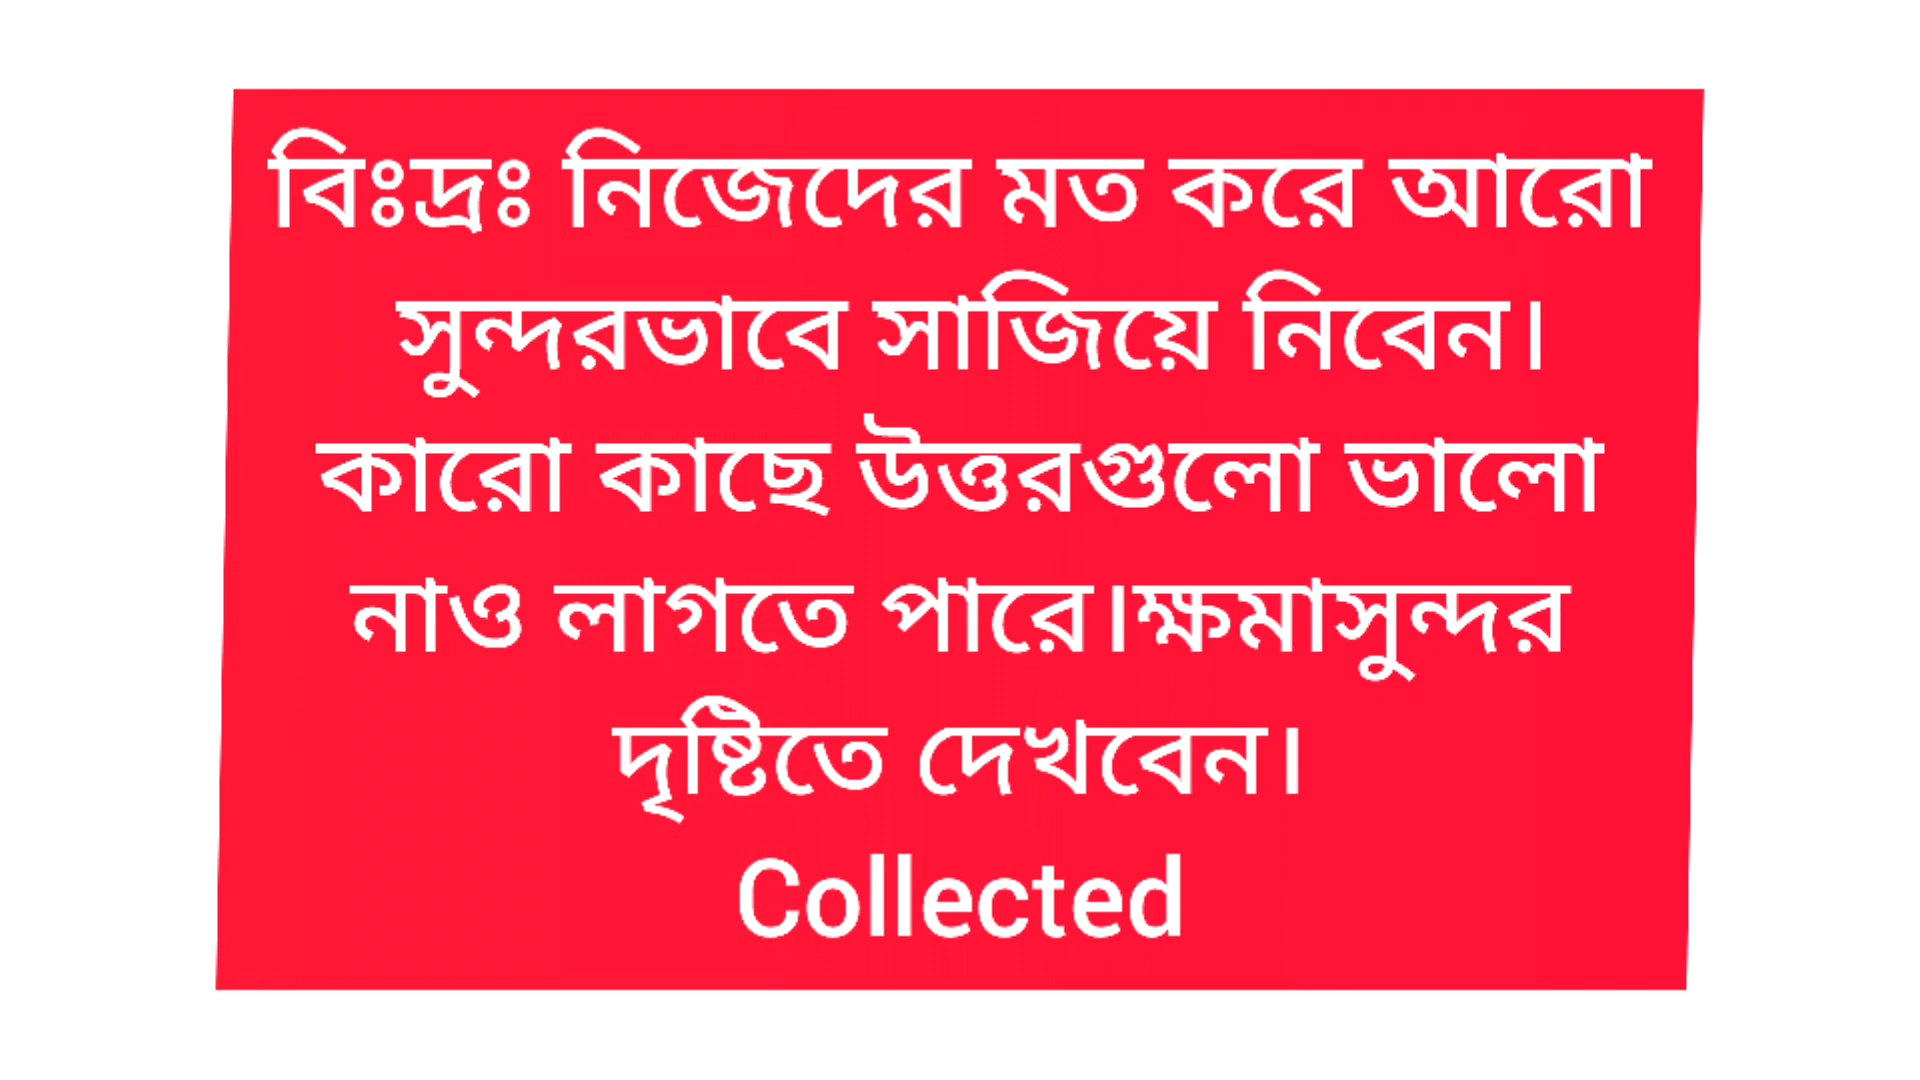 বিঃদ্রঃ নিজেদের মত করে আরো
সুন্দরভাবে সাজিয়ে নিবেন।
কারো কাছে উত্তরগুলো ভালো
নাও লাগতে পারে।ক্ষমাসুন্দর
দৃষ্টিতে দেখবেন।
Collected